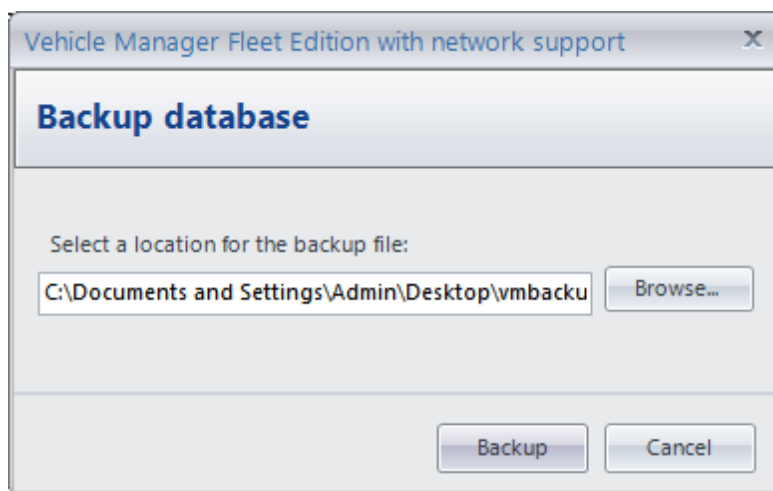 Vehicle Manager Fleet Edition with network support
Backup database
Select a location for the backup file:
C:\Documents and Settings\Admin\Desktop\vmbacku
Browse...
Backup
Cancel